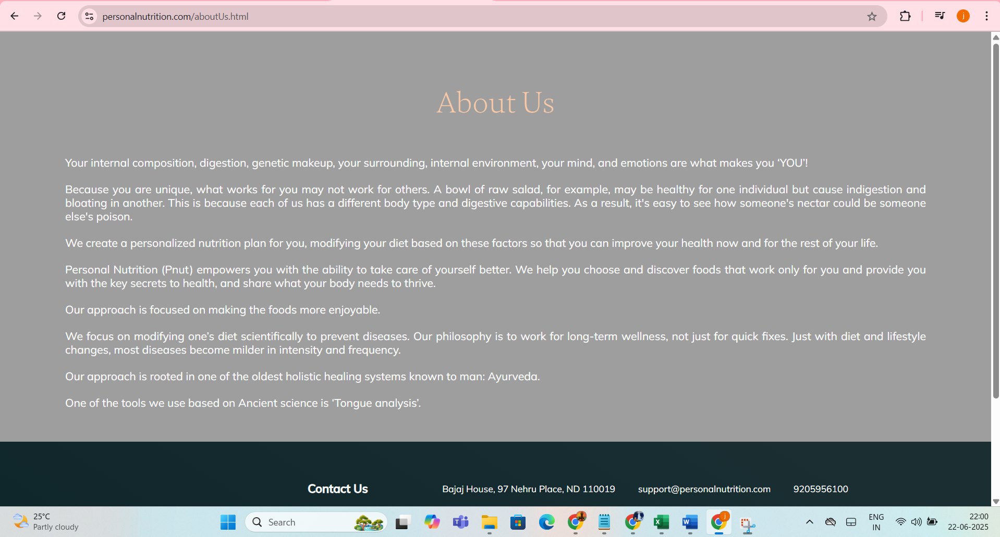 personalnutrition.com/aboutUs.html
j
About Us
Your internal composition, digestion, genetic makeup, your surrounding, internal environment, your mind, and emotions are what makes you ‘YOU’!
Because you are unique, what works for you may not work for others. A bowl of raw salad, for example, may be healthy for one individual but cause indigestion and
bloating in another. This is because each of us has a different body type and digestive capabilities. As a result, it's easy to see how someone's nectar could be someone
else's poison.
We create a personalized nutrition plan for you, modifying your diet based on these factors so that you can improve your health now and for the rest of your life.
Personal Nutrition (Pnut) empowers you with the ability to take care of yourself better. We help you choose and discover foods that work only for you and provide you
with the key secrets to health, and share what your body needs to thrive.
Our approach is focused on making the foods more enjoyable.
We focus on modifying one’s diet scientifically to prevent diseases. Our philosophy is to work for long-term wellness, not just for quick fixes. Just with diet and lifestyle
changes, most diseases become milder in intensity and frequency.
Our approach is rooted in one of the oldest holistic healing systems known to man: Ayurveda.
One of the tools we use based on Ancient science is ‘Tongue analysis’.
Contact Us
Bajaj House, 97 Nehru Place, ND 110019
support@personalnutrition.com
9205956100
25°C
Partly cloudy
Search
ENG
IN
22:00
22-06-2025